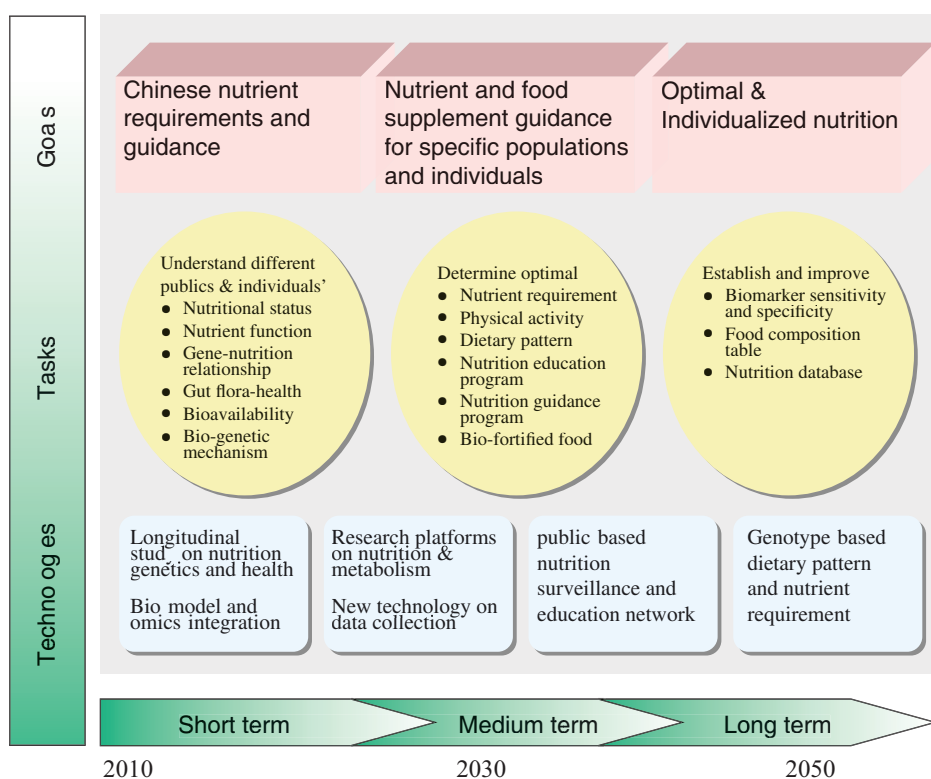 Goa s
Chinese nutrient
requirements and
guidance
Nutrient and food
supplement guidance
for specific populations
and individuals
Optimal &
Individualized nutrition
Tasks
Understand different
publics & individuals’
● Nutritional status
● Nutrient function
● Gene-nutrition
relationship
● Gut flora-health
● Bioavailability
● Bio-genetic
mechanism
Determine optimal
● Nutrient requirement
● Physical activity
● Dietary pattern
● Nutrition education
program
● Nutrition guidance
program
● Bio-fortified food
Establish and improve
● Biomarker sensitivity
and specificity
● Food composition
table
● Nutrition database
Techno og es
Longitudinal
stud_ on nutrition
genetics and health
Bio model and
omics integration
Research platforms
on nutrition &
metabolism
New technology on
data collection
public based
nutrition
surveillance and
education network
Genotype based
dietary pattern
and nutrient
requirement
Short term
Medium term
Long term
2010
2030
2050